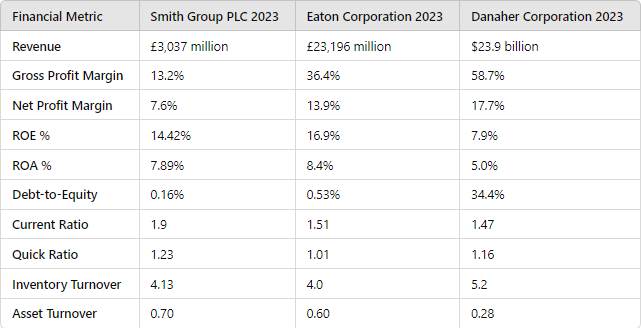 Financial Metric Smith Group PLC 2023 Eaton Corporation 2023 Danaher Corporation 2023
Revenue £3,037 million £23,196 million $23.9 billion
Gross Profit Margin 13.2% 36.4% 58.7%
Net Profit Margin 7.6% 13.9% 17.7%
ROE % 14.42% 16.9% 7.9%
ROA % 7.89% 8.4% 5.0%
Debt-to-Equity 0.16% 0.53% 34.4%
Current Ratio 1.9 1.51 1.47
Quick Ratio 1.23 1.01 1.16
Inventory Turnover 4.13 4.0 5.2
Asset Turnover 0.70 0.60 0.28